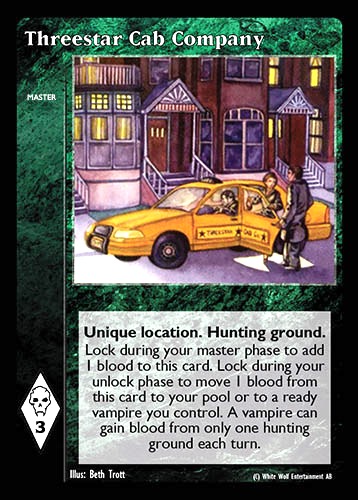 Threestar Cab Company
MASTER
★ THREESTAR ★ CAB Co. ★
Unique location. Hunting ground.
Lock during your master phase to add
1 blood to this card. Lock during your
unlock phase to move 1 blood from
this card to your pool or to a ready
vampire you control. A vampire can
gain blood from only one hunting
ground each turn.
3
Illus: Beth Trott
(C) White Wolf Entertainment AB